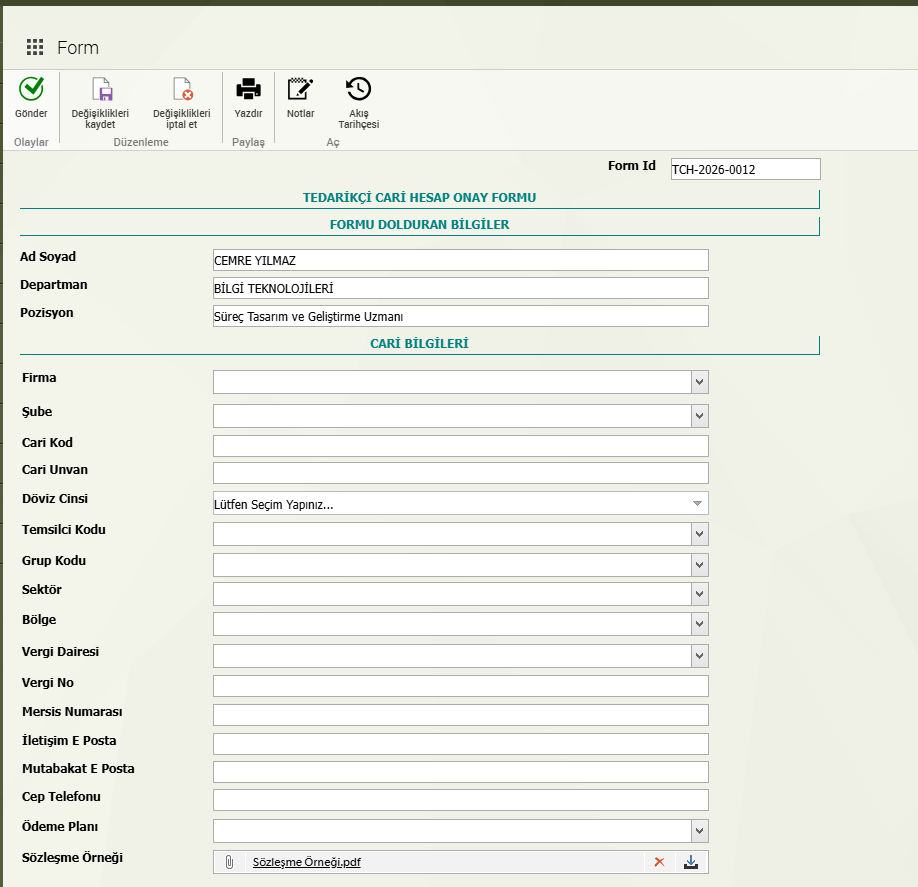 Form
Gönder
Değişiklikleri kaydet
Değişiklikleri iptal et
Yazdır
Notlar
Akış Tarihçesi
Olaylar
Düzenleme
Paylaş
Aç
Form Id TCH-2026-0012
TEDARİKÇİ CARİ HESAP ONAY FORMU
FORMU DOLDURAN BİLGİLER
Ad Soyad CEMRE YILMAZ
Departman BİLGİ TEKNOLOJİLERİ
Pozisyon Süreç Tasarım ve Geliştirme Uzmanı
CARİ BİLGİLERİ
Firma
Şube
Cari Kod
Cari Unvan
Döviz Cinsi Lütfen Seçim Yapınız...
Temsilci Kodu
Grup Kodu
Sektör
Bölge
Vergi Dairesi
Vergi No
Mersis Numarası
İletişim E Posta
Mutabakat E Posta
Cep Telefonu
Ödeme Planı
Sözleşme Örneği Sözleşme Örneği.pdf